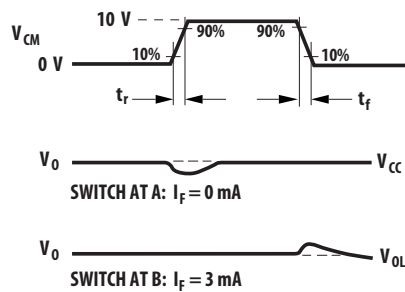 10 V
V_CM
90%
90%
10%
10%
0 V
t_r
t_f
V_O
V_CC
SWITCH AT A: I_F = 0 mA
V_O
V_OL
SWITCH AT B: I_F = 3 mA